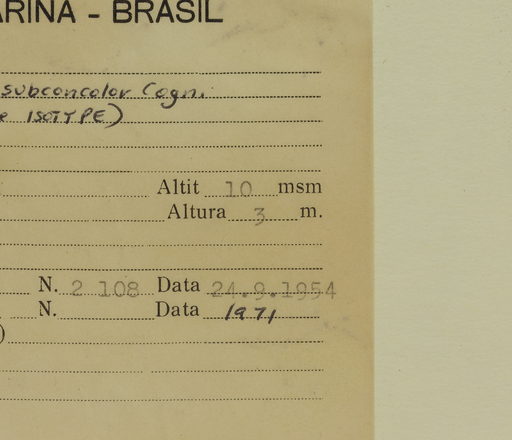 ARINA - BRASIL
subconcolor Cogn.
e ISOTYPE)
Altit 10 msm
Altura 3 m.
N. 2 108 Data 24.9.1954
N. Data 1971
)